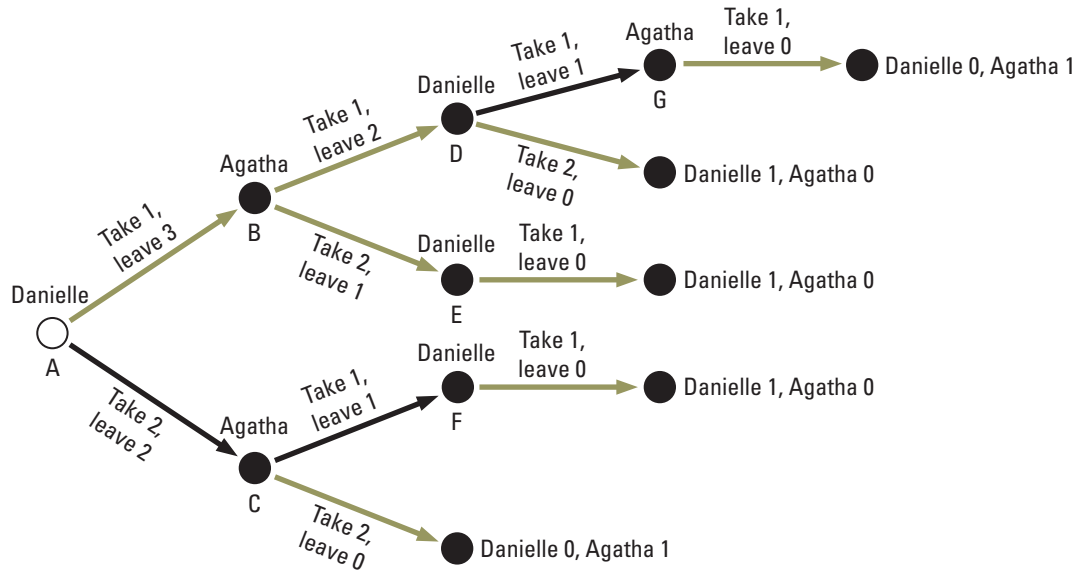 Agatha
Take 1,
leave 1
Take 1,
leave 0
G
Danielle 0, Agatha 1
Danielle
Take 1,
leave 2
D
Take 2,
leave 0
Danielle 1, Agatha 0
Agatha
Take 1,
leave 3
B
Take 2,
leave 1
Danielle
Take 1,
leave 0
E
Danielle 1, Agatha 0
Danielle
A
Take 2,
leave 2
Danielle
Take 1,
leave 1
Take 1,
leave 0
F
Danielle 1, Agatha 0
Agatha
C
Take 2,
leave 0
Danielle 0, Agatha 1